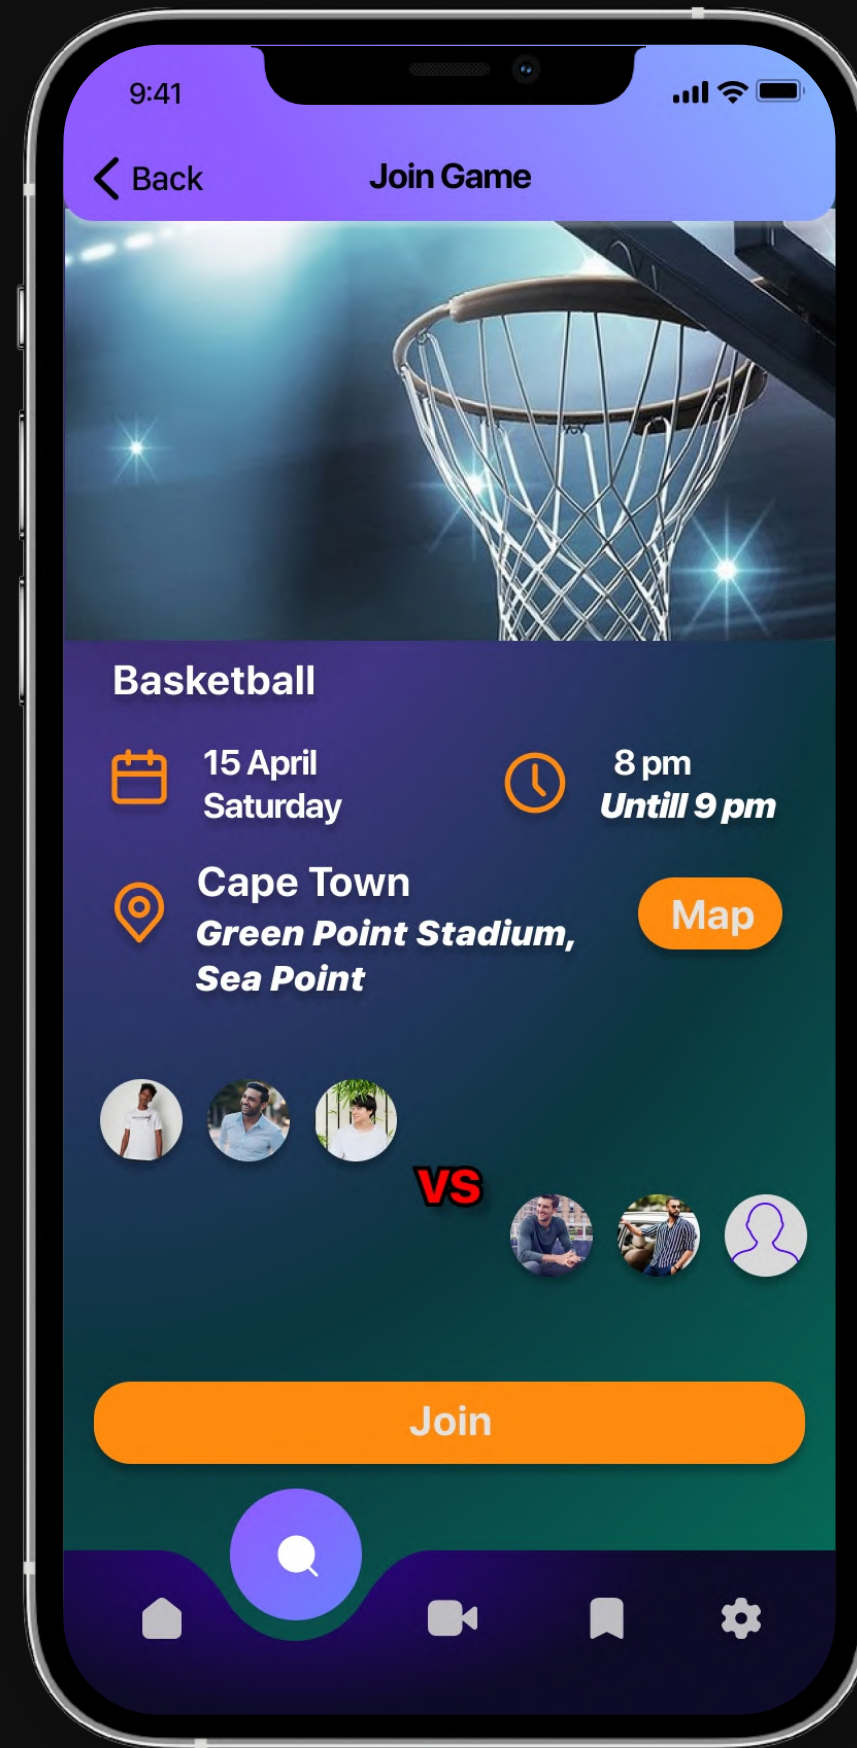 9:41
Back
Join Game
Basketball
15 April
Saturday
8 pm
Untill 9 pm
Cape Town
Green Point Stadium,
Sea Point
Map
VS
Join